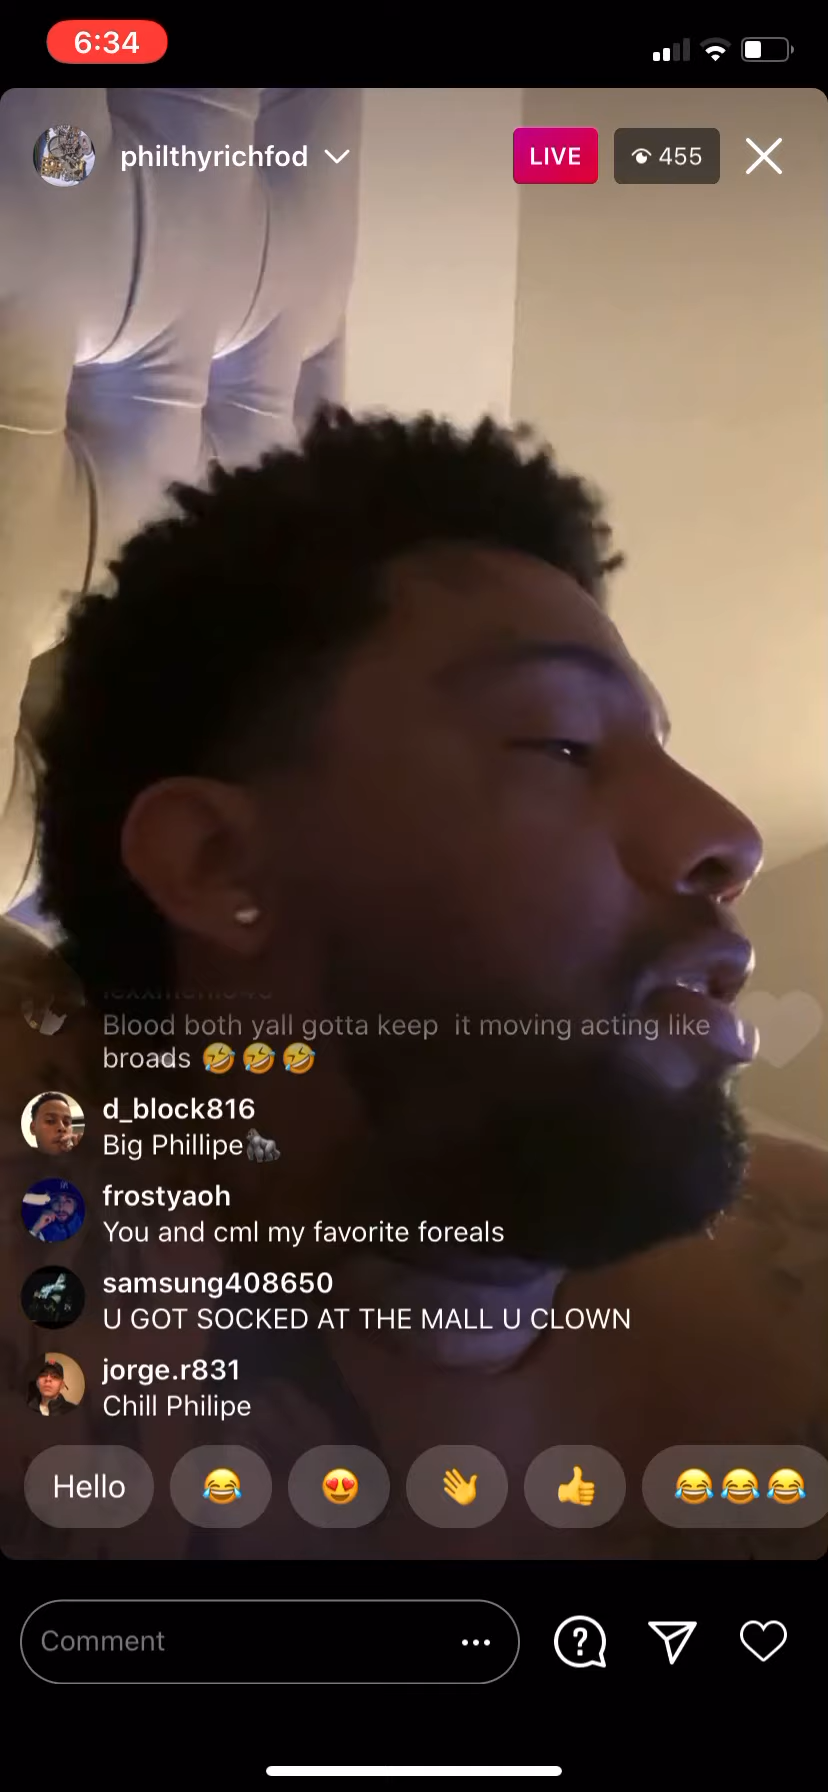 6:34
philthyrichfod
LIVE
455
Blood both yall gotta keep it moving acting like
broads 🤣🤣🤣
d_block816
Big Phillipe🦍
frostyaoh
You and cml my favorite foreals
samsung408650
U GOT SOCKED AT THE MALL U CLOWN
jorge.r831
Chill Philipe
Hello 😂 😍 👋 👍 😂😂😂
Comment